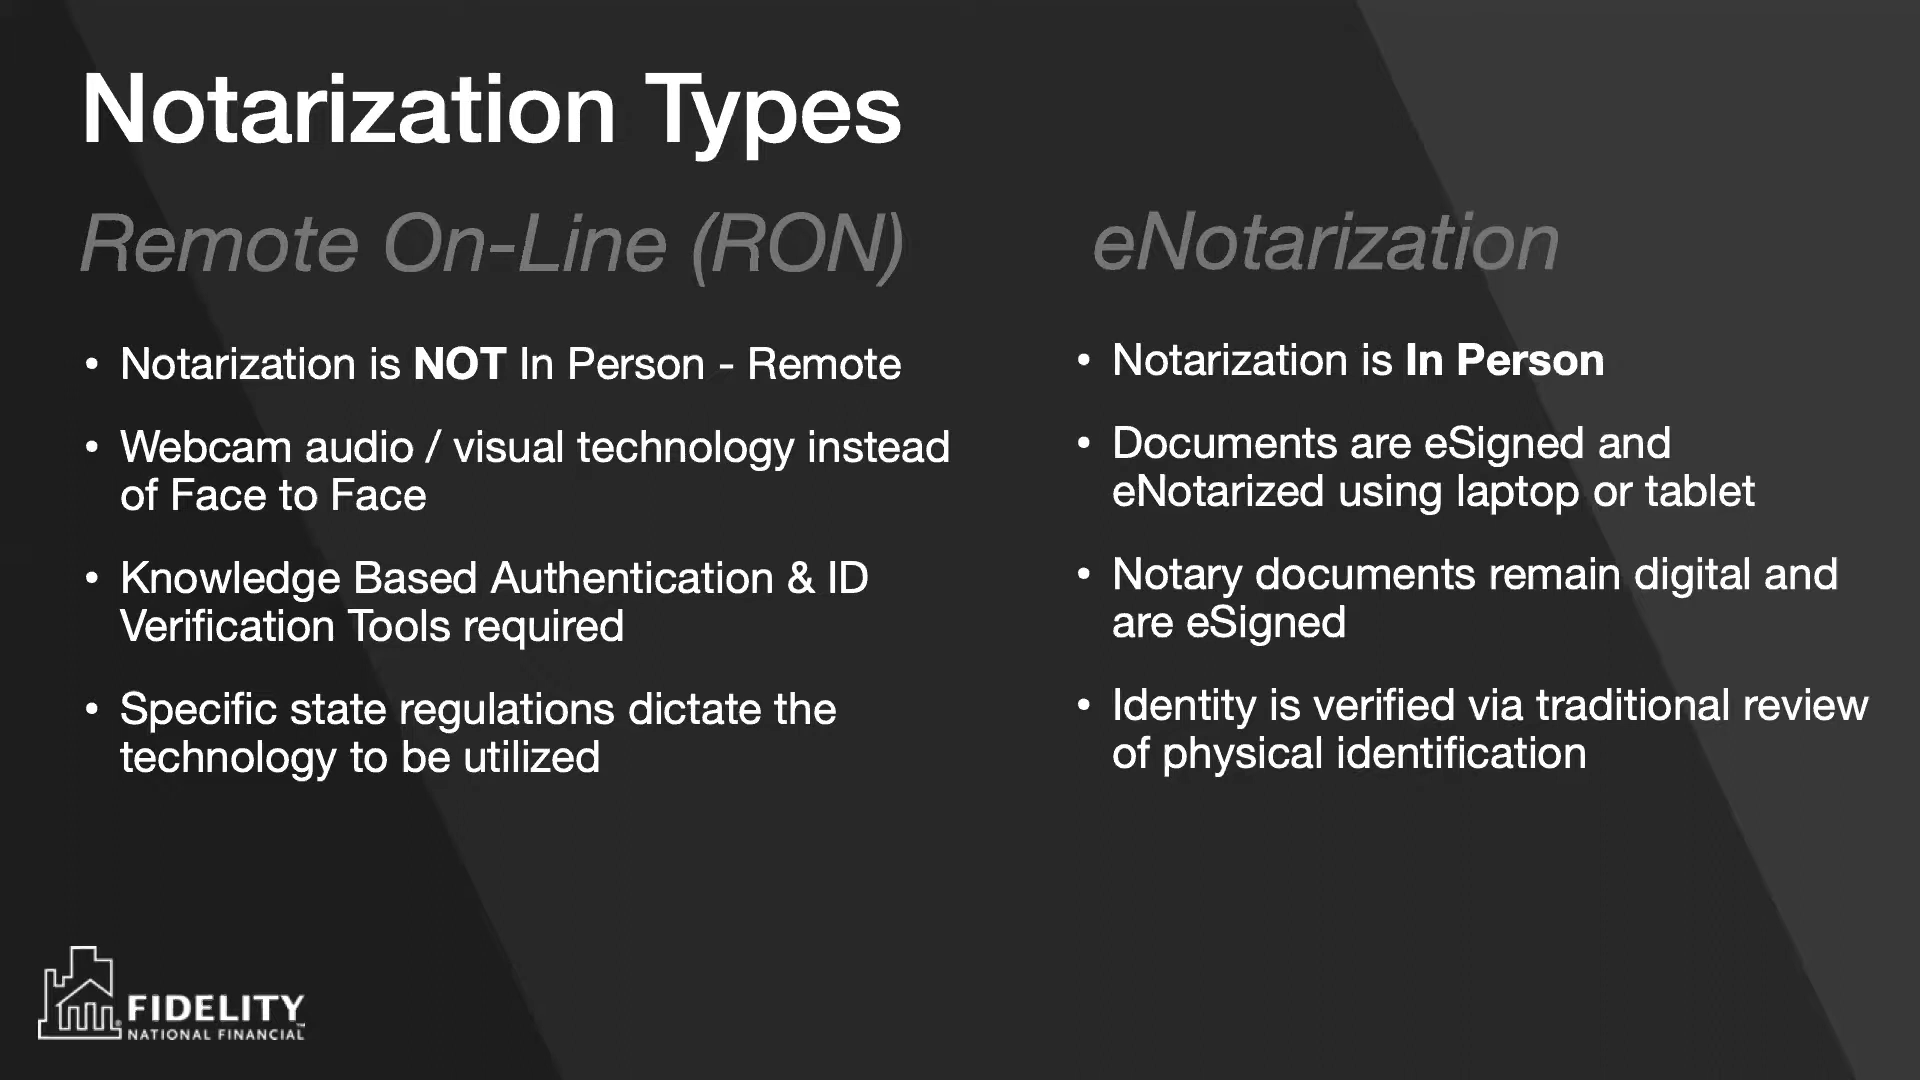 Notarization Types
Remote On-Line (RON)
• Notarization is NOT In Person - Remote
• Webcam audio / visual technology instead
of Face to Face
• Knowledge Based Authentication & ID
Verification Tools required
• Specific state regulations dictate the
technology to be utilized
eNotarization
• Notarization is In Person
• Documents are eSigned and
eNotarized using laptop or tablet
• Notary documents remain digital and
are eSigned
• Identity is verified via traditional review
of physical identification
FIDELITY
NATIONAL FINANCIAL